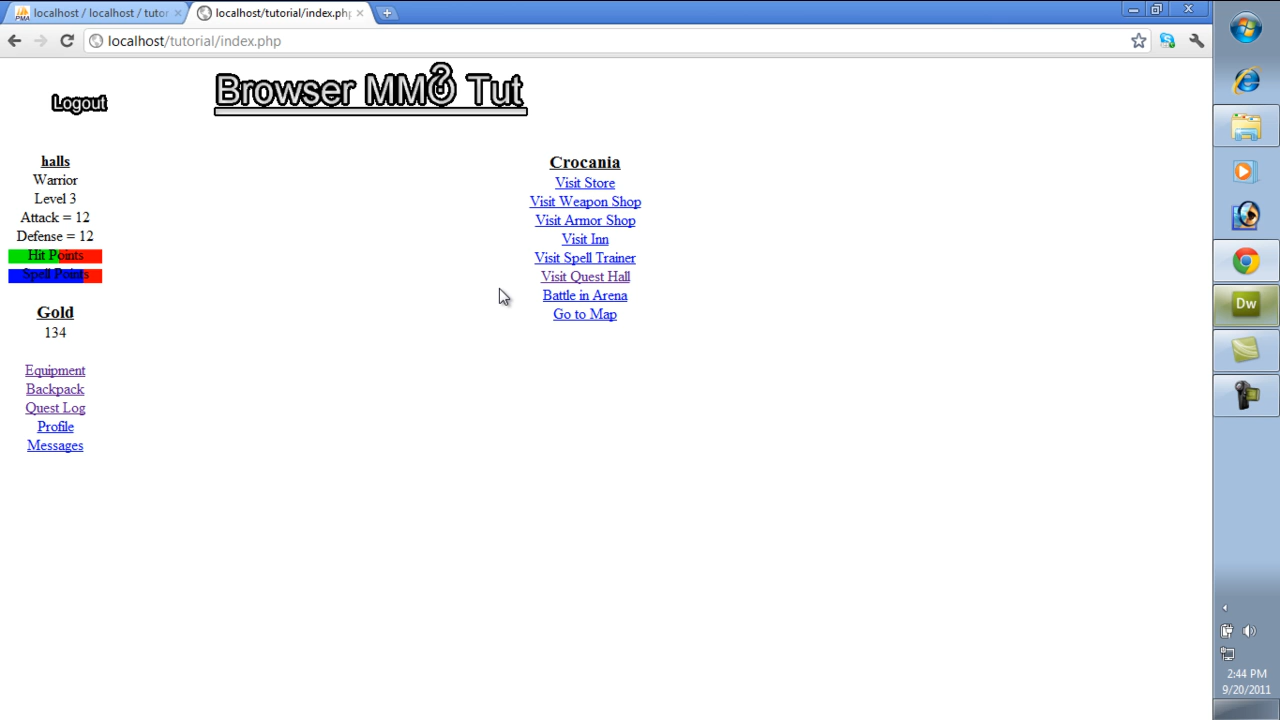 localhost / localhost / tutor
localhost/tutorial/index.php
localhost/tutorial/index.php
Logout
Browser MMO Tut
halls
Warrior
Level 3
Attack = 12
Defense = 12
Hit Points
Spell Points
Gold
134
Equipment
Backpack
Quest Log
Profile
Messages
Crocania
Visit Store
Visit Weapon Shop
Visit Armor Shop
Visit Inn
Visit Spell Trainer
Visit Quest Hall
Battle in Arena
Go to Map
Dw
2:44 PM
9/20/2011